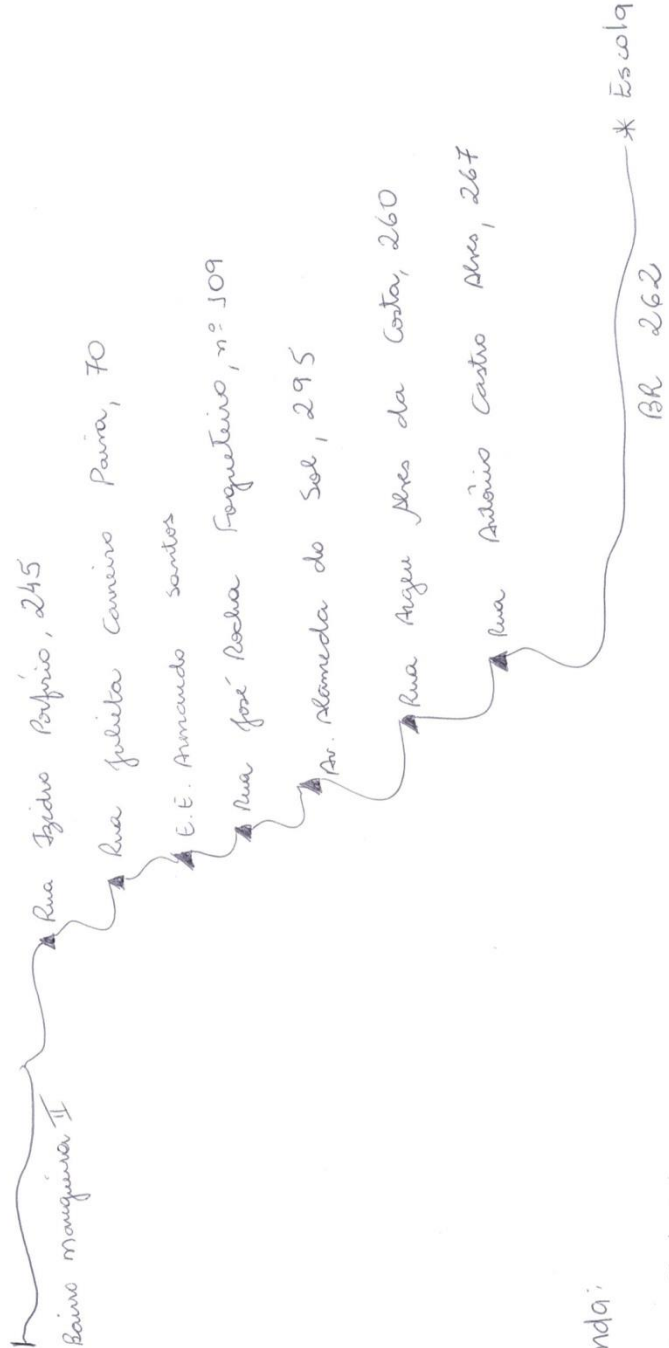 Bairro Mangueira II
Rua Izidro Porfírio, 245
Rua Julieta Carneiro Paiva, 70
E.E. Armando Santos
Rua José Rocha Fogueteiro, nº 109
Av. Alameda do Sol, 295
Rua Argeu Alves da Costa, 260
Rua Antônio Castro Alves, 267
* Escola
BR 262
nda: